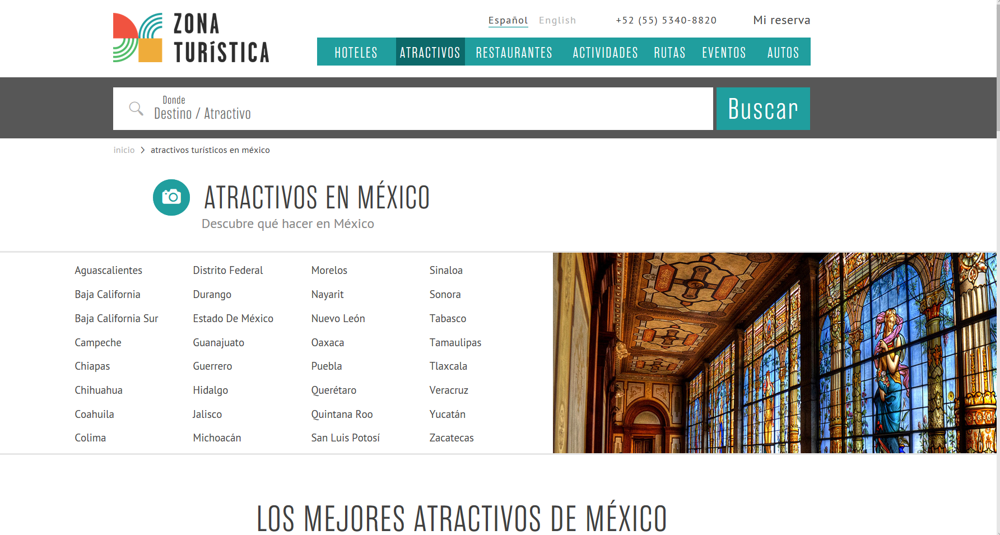 ZONA
TURÍSTICA
Español English +52 (55) 5340-8820 Mi reserva
HOTELES ATRACTIVOS RESTAURANTES ACTIVIDADES RUTAS EVENTOS AUTOS
Donde
Destino / Atractivo
Buscar
inicio > atractivos turísticos en méxico
ATRACTIVOS EN MÉXICO
Descubre qué hacer en México
Aguascalientes Distrito Federal Morelos Sinaloa
Baja California Durango Nayarit Sonora
Baja California Sur Estado De México Nuevo León Tabasco
Campeche Guanajuato Oaxaca Tamaulipas
Chiapas Guerrero Puebla Tlaxcala
Chihuahua Hidalgo Querétaro Veracruz
Coahuila Jalisco Quintana Roo Yucatán
Colima Michoacán San Luis Potosí Zacatecas
LOS MEJORES ATRACTIVOS DE MÉXICO